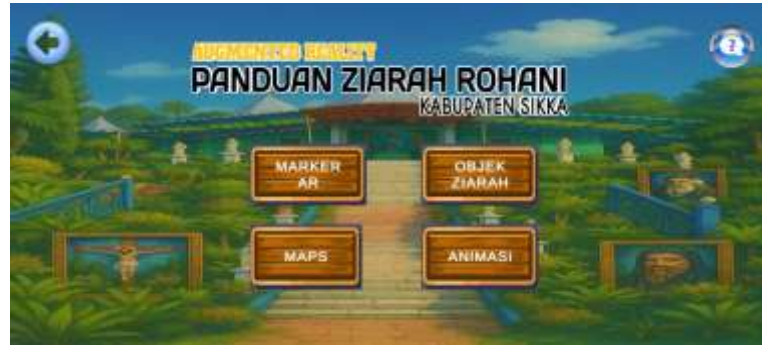 AUGMENTED REALITY
PANDUAN ZIARAH ROHANI
KABUPATEN SIKKA
MARKER
AR
OBJEK
ZIARAH
MAPS
ANIMASI
?